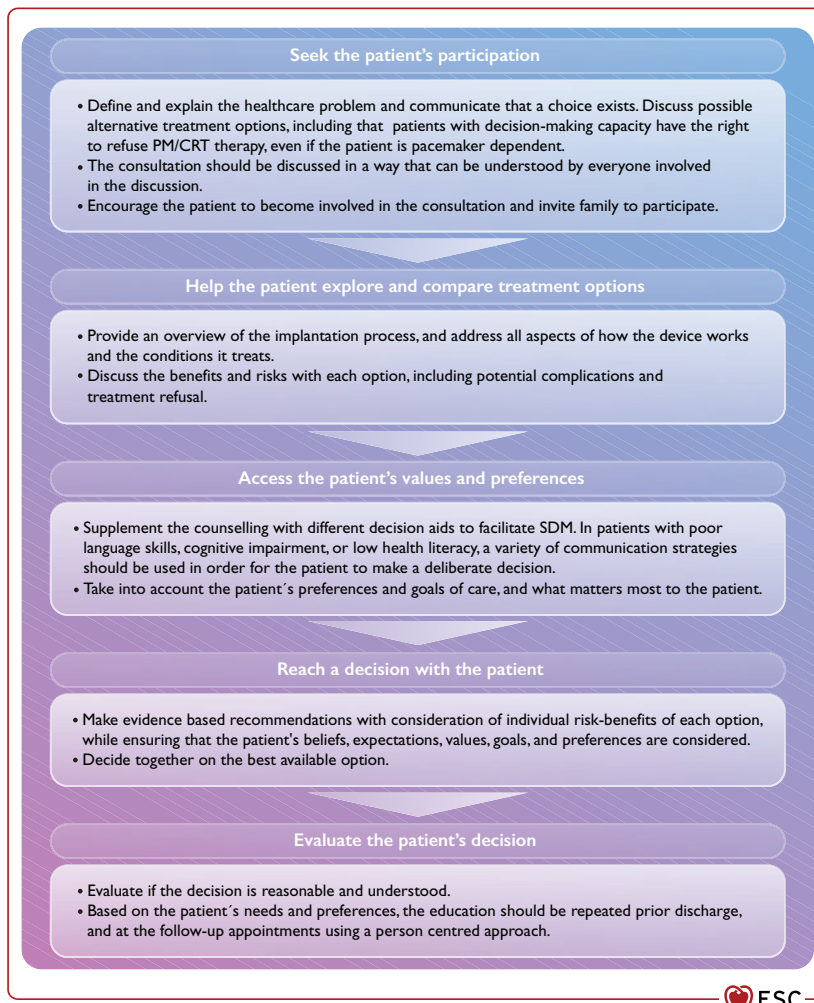 Seek the patient's participation
• Define and explain the healthcare problem and communicate that a choice exists. Discuss possible
alternative treatment options, including that patients with decision-making capacity have the right
to refuse PM/CRT therapy, even if the patient is pacemaker dependent.
• The consultation should be discussed in a way that can be understood by everyone involved
in the discussion.
• Encourage the patient to become involved in the consultation and invite family to participate.
Help the patient explore and compare treatment options
• Provide an overview of the implantation process, and address all aspects of how the device works
and the conditions it treats.
• Discuss the benefits and risks with each option, including potential complications and
treatment refusal.
Access the patient's values and preferences
• Supplement the counselling with different decision aids to facilitate SDM. In patients with poor
language skills, cognitive impairment, or low health literacy, a variety of communication strategies
should be used in order for the patient to make a deliberate decision.
• Take into account the patient´s preferences and goals of care, and what matters most to the patient.
Reach a decision with the patient
• Make evidence based recommendations with consideration of individual risk-benefits of each option,
while ensuring that the patient's beliefs, expectations, values, goals, and preferences are considered.
• Decide together on the best available option.
Evaluate the patient's decision
• Evaluate if the decision is reasonable and understood.
• Based on the patient´s needs and preferences, the education should be repeated prior discharge,
and at the follow-up appointments using a person centred approach.
ESC